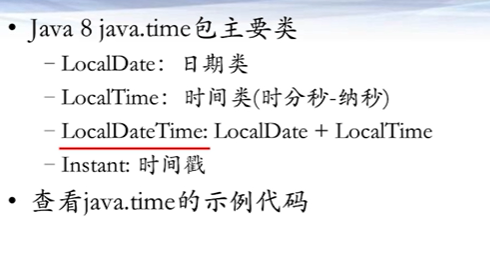 • Java 8 java.time包主要类
– LocalDate： 日期类
– LocalTime： 时间类(时分秒-纳秒)
– LocalDateTime: LocalDate + LocalTime
– Instant: 时间戳
• 查看java.time的示例代码